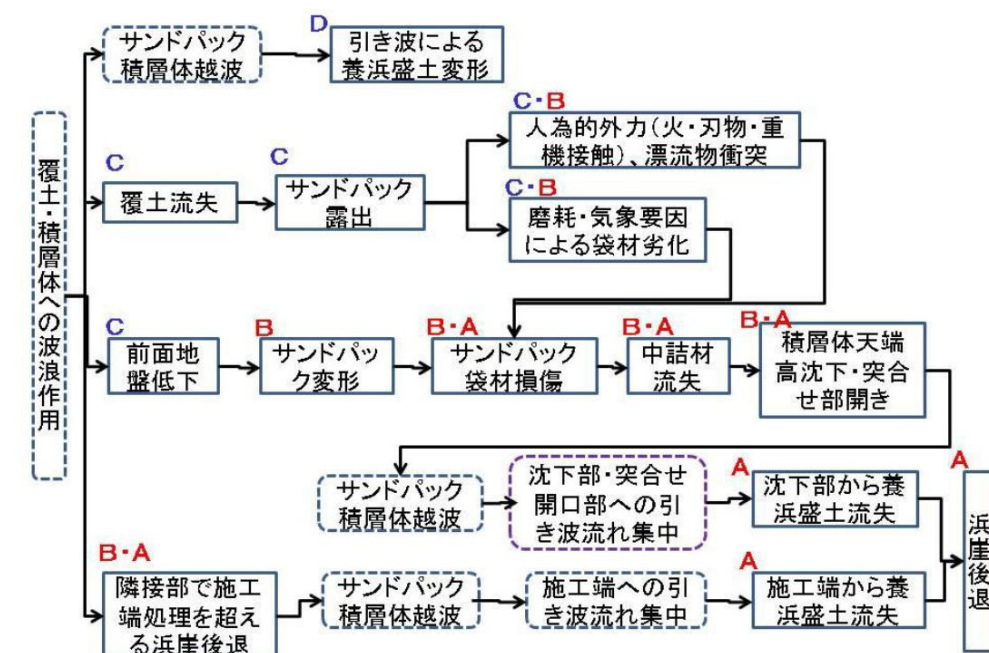 D
サンドパック
積層体越波
引き波による
養浜盛土変形
C・B
人為的外力(火・刃物・重
機接触)、漂流物衝突
C
覆土流失
C
サンドパック
露出
C・B
磨耗・気象要因
による袋材劣化
覆土・積層体への波浪作用
C
前面地
盤低下
B
サンドパッ
ク変形
B・A
サンドパック
袋材損傷
B・A
中詰材
流失
B・A
積層体天端
高沈下・突合
せ部開き
サンドパック
積層体越波
沈下部・突合せ
開口部への引
き波流れ集中
A
沈下部から養
浜盛土流失
A
浜崖後退
B・A
隣接部で施工
端処理を超え
る浜崖後退
サンドパック
積層体越波
施工端への引
き波流れ集中
A
施工端から養
浜盛土流失